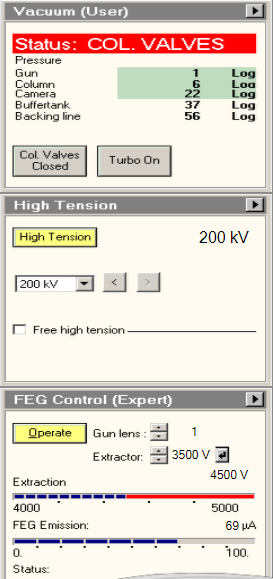 Vacuum (User)
Status: COL. VALVES
Pressure
Gun 1 Log
Column 6 Log
Camera 22 Log
Buffertank 37 Log
Backing line 56 Log
Col. Valves Closed Turbo On
High Tension
High Tension 200 kV
200 kV < >
Free high tension
FEG Control (Expert)
Operate Gun lens : 1
Extractor: 3500 V
4500 V
Extraction
4000 5000
FEG Emission: 69 µA
0. 100.
Status: